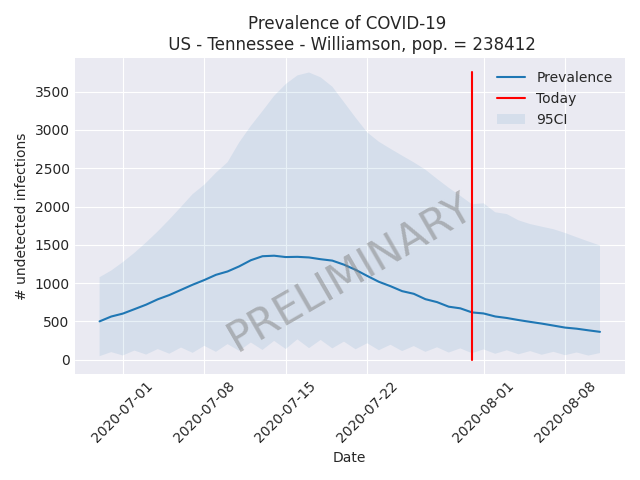 Prevalence of COVID-19
US - Tennessee - Williamson, pop. = 238412
Prevalence
Today
95CI
3500
3000
2500
2000
1500
1000
500
0
# undetected infections
PRELIMINARY
2020-07-01
2020-07-08
2020-07-15
2020-07-22
2020-08-01
2020-08-08
Date